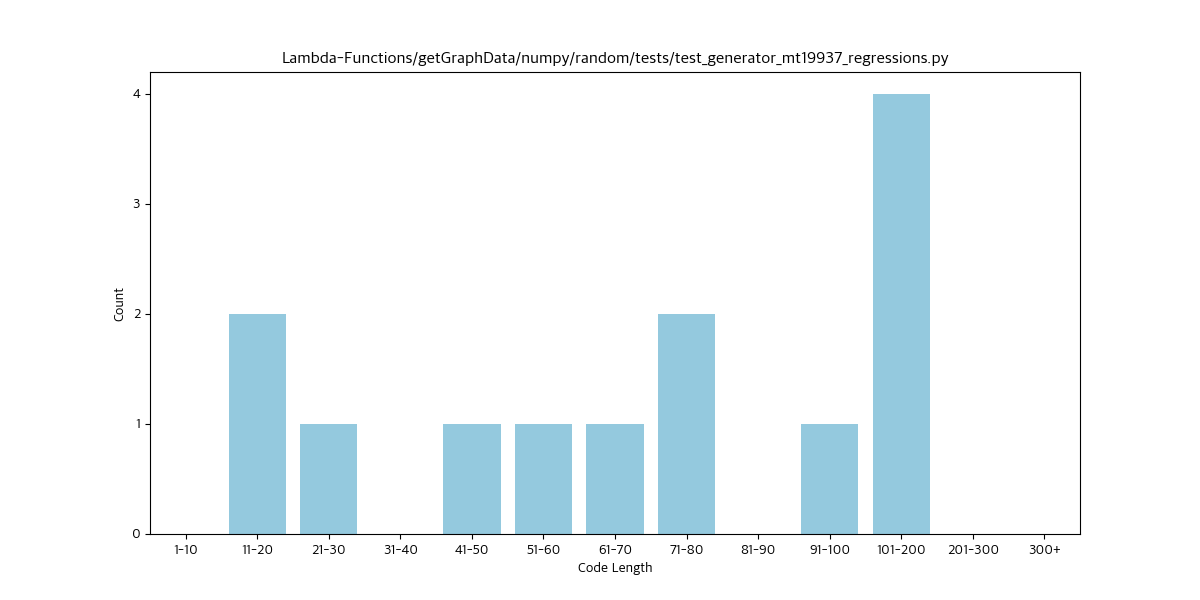 Lambda-Functions/getGraphData/numpy/random/tests/test_generator_mt19937_regressions.py
4
3
2
1
0
Count
1-10 11-20 21-30 31-40 41-50 51-60 61-70 71-80 81-90 91-100 101-200 201-300 300+
Code Length